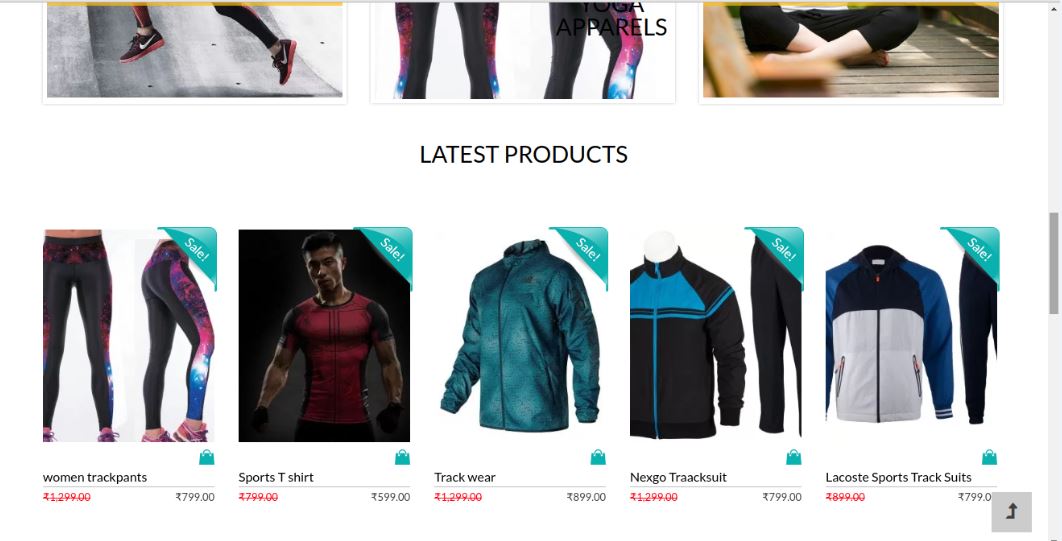 YOGA
APPARELS
LATEST PRODUCTS
Sale!
Sale!
Sale!
Sale!
Sale!
women trackpants
Sports T shirt
Track wear
Nexgo Traacksuit
Lacoste Sports Track Suits
₹1,299.00 ₹799.00
₹799.00 ₹599.00
₹1,299.00 ₹899.00
₹1,299.00 ₹799.00
₹899.00 ₹799.0